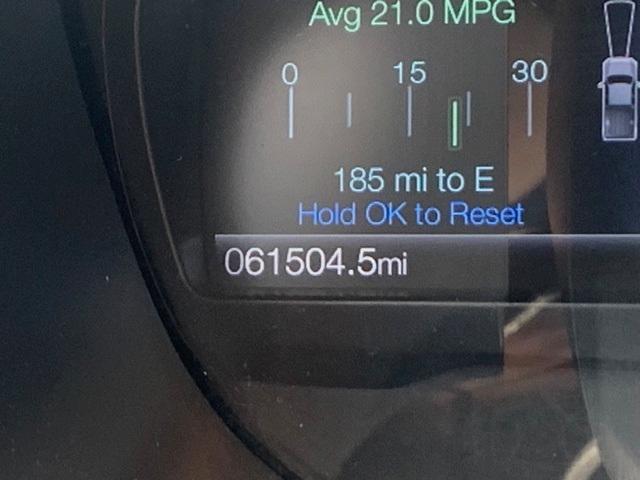 Avg 21.0 MPG
0 15 30
185 mi to E
Hold OK to Reset
061504.5mi